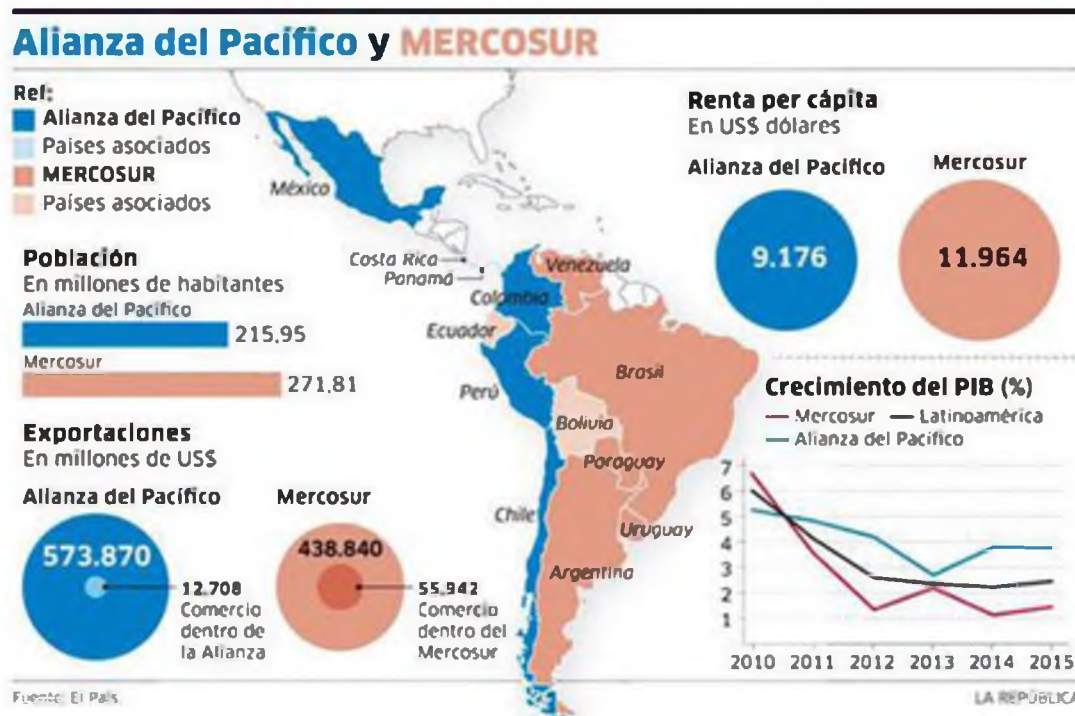 Alianza del Pacífico y MERCOSUR
Ref:
Alianza del Pacífico
Países asociados
MERCOSUR
Países asociados
Población
En millones de habitantes
Alianza del Pacífico
215,95
Mercosur
271,81
Exportaciones
En millones de US$
Alianza del Pacífico
573.870
12.708
Comercio
dentro de
la Alianza
Mercosur
438.840
55.942
Comercio
dentro del
Mercosur
México
Costa Rica
Panamá
Venezuela
Colombia
Ecuador
Brasil
Perú
Bolivia
Paraguay
Chile
Uruguay
Argentina
Renta per cápita
En US$ dólares
Alianza del Pacífico
9.176
Mercosur
11.964
Crecimiento del PIB (%)
Mercosur
Latinoamérica
Alianza del Pacífico
7
6
5
4
3
2
1
2010 2011 2012 2013 2014 2015
Fuente: El País
LA REPÚBLICA